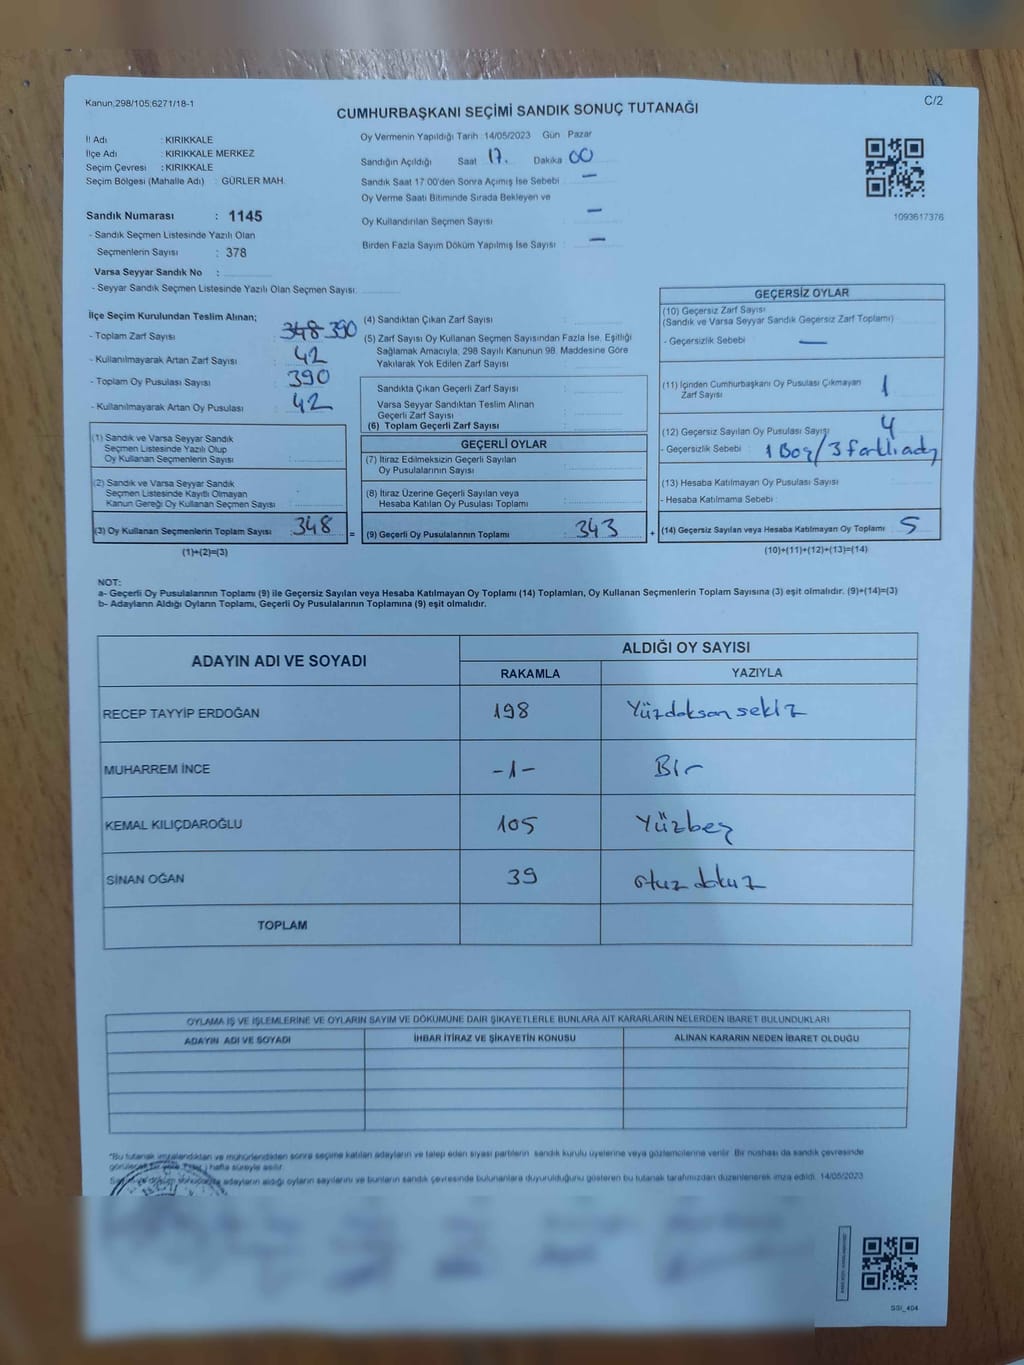 Kanun,298/105;6271/18-1
C/2
CUMHURBAŞKANI SEÇİMİ SANDIK SONUÇ TUTANAĞI
İl Adı : KIRIKKALE
İlçe Adı : KIRIKKALE MERKEZ
Seçim Çevresi : KIRIKKALE
Seçim Bölgesi (Mahalle Adı) : GÜRLER MAH.
Oy Vermenin Yapıldığı Tarih 14/05/2023 Gün Pazar
Sandığın Açıldığı Saat 17. Dakika 00
Sandık Saat 17:00'den Sonra Açımış İse Sebebi : —
Oy Verme Saati Bitiminde Sırada Bekleyen ve
Oy Kullandırılan Seçmen Sayısı : —
Birden Fazla Sayım Döküm Yapılmış İse Sayısı : —
1093617376
Sandık Numarası : 1145
- Sandık Seçmen Listesinde Yazılı Olan
Seçmenlerin Sayısı : 378
Varsa Seyyar Sandık No :
- Seyyar Sandık Seçmen Listesinde Yazılı Olan Seçmen Sayısı:
İlçe Seçim Kurulundan Teslim Alınan;
- Toplam Zarf Sayısı : 348 390
- Kullanılmayarak Artan Zarf Sayısı : 42
- Toplam Oy Pusulası Sayısı : 390
- Kullanılmayarak Artan Oy Pusulası : 42
(1) Sandık ve Varsa Seyyar Sandık
Seçmen Listesinde Yazılı Olup
Oy Kullanan Seçmenlerin Sayısı :
(2) Sandık ve Varsa Seyyar Sandık
Seçmen Listesinde Kayıtlı Olmayan
Kanun Gereği Oy Kullanan Seçmen Sayısı :
(3) Oy Kullanan Seçmenlerin Toplam Sayısı : 348
(1)+(2)=(3)
=
(4) Sandıktan Çıkan Zarf Sayısı :
(5) Zarf Sayısı Oy Kullanan Seçmen Sayısından Fazla İse, Eşitliği
Sağlamak Amacıyla, 298 Sayılı Kanunun 98. Maddesine Göre
Yakılarak Yok Edilen Zarf Sayısı :
Sandıkta Çıkan Geçerli Zarf Sayısı :
Varsa Seyyar Sandıktan Teslim Alınan
Geçerli Zarf Sayısı :
(6) Toplam Geçerli Zarf Sayısı :
GEÇERLİ OYLAR
(7) İtiraz Edilmeksizin Geçerli Sayılan
Oy Pusulalarının Sayısı :
(8) İtiraz Üzerine Geçerli Sayılan veya
Hesaba Katılan Oy Pusulası Toplamı :
(9) Geçerli Oy Pusulalarının Toplamı : 343
+
GEÇERSİZ OYLAR
(10) Geçersiz Zarf Sayısı
(Sandık ve Varsa Seyyar Sandık Geçersiz Zarf Toplamı)
- Geçersizlik Sebebi : —
(11) İçinden Cumhurbaşkanı Oy Pusulası Çıkmayan
Zarf Sayısı : 1
(12) Geçersiz Sayılan Oy Pusulası Sayısı : 4
- Geçersizlik Sebebi : 1 Boş/3 farklı aday
(13) Hesaba Katılmayan Oy Pusulası Sayısı :
- Hesaba Katılmama Sebebi :
(14) Geçersiz Sayılan veya Hesaba Katılmayan Oy Toplamı : 5
(10)+(11)+(12)+(13)=(14)
NOT:
a- Geçerli Oy Pusulalarının Toplamı (9) ile Geçersiz Sayılan veya Hesaba Katılmayan Oy Toplamı (14) Toplamları, Oy Kullanan Seçmenlerin Toplam Sayısına (3) eşit olmalıdır. (9)+(14)=(3)
b- Adayların Aldığı Oyların Toplamı, Geçerli Oy Pusulalarının Toplamına (9) eşit olmalıdır.
ADAYIN ADI VE SOYADI
ALDIĞI OY SAYISI
RAKAMLA YAZIYLA
RECEP TAYYİP ERDOĞAN 198 Yüzdoksan sekiz
MUHARREM İNCE -1- Bir
KEMAL KILIÇDAROĞLU 105 Yüzbeş
SİNAN OĞAN 39 otuz dokuz
TOPLAM
OYLAMA İŞ VE İŞLEMLERİNE VE OYLARIN SAYIM VE DÖKÜMÜNE DAİR ŞİKAYETLERLE BUNLARA AİT KARARLARIN NELERDEN İBARET BULUNDUKLARI
ADAYIN ADI VE SOYADI İHBAR İTİRAZ VE ŞİKAYETİN KONUSU ALINAN KARARIN NEDEN İBARET OLDUĞU
*Bu tutanak imzalandıktan ve mühürlendikten sonra seçime katılan adayların ve talep eden siyasi partilerin sandık kurulu üyelerine veya gözlemcilerine verilir. Bir nüshası da sandık çevresinde
görülecek bir yere hafta süreyle asılır.
adayların aldığı oyların sayılarını ve bunların sandık çevresinde bulunanlara duyurulduğunu gösteren bu tutanak tarafımızdan düzenlenerek imza edildi. 14/05/2023
SSI_404